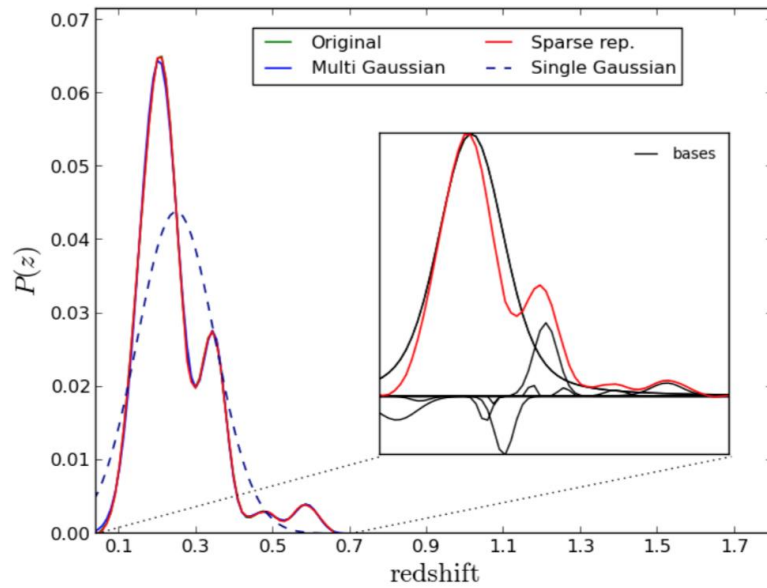 0.07
0.06
0.05
0.04
0.03
0.02
0.01
0.00
P(z)
Original
Multi Gaussian
Sparse rep.
Single Gaussian
bases
0.1 0.3 0.5 0.7 0.9 1.1 1.3 1.5 1.7
redshift